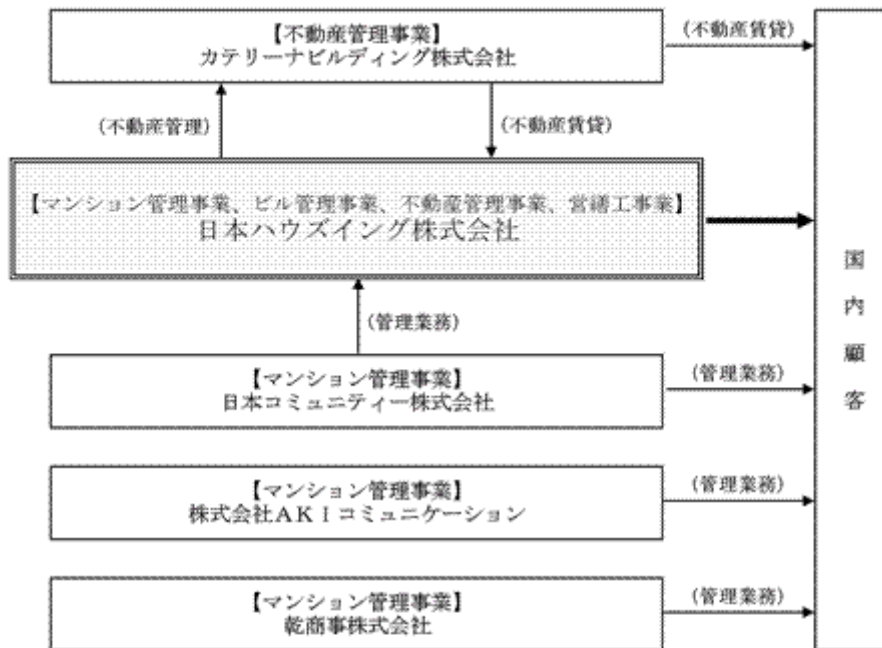 【不動産管理事業】
カテリーナビルディング株式会社
(不動産賃貸)
(不動産管理)
(不動産賃貸)
【マンション管理事業、ビル管理事業、不動産管理事業、営繕工事業】
日本ハウズイング株式会社
(管理業務)
【マンション管理事業】
日本コミュニティー株式会社
(管理業務)
【マンション管理事業】
株式会社AKIコミュニケーション
(管理業務)
【マンション管理事業】
乾商事株式会社
(管理業務)
国内顧客